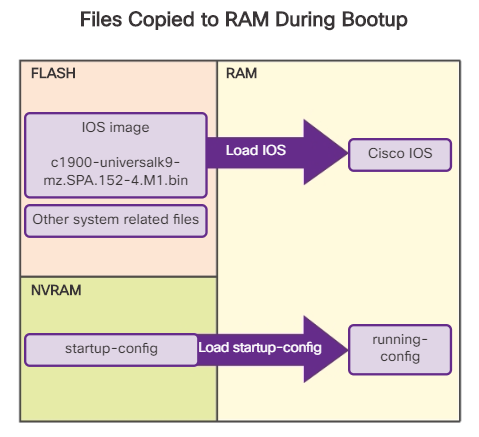 Files Copied to RAM During Bootup
FLASH
RAM
IOS image
c1900-universalk9-
mz.SPA.152-4.M1.bin
Load IOS
Cisco IOS
Other system related files
NVRAM
startup-config
Load startup-config
running-
config